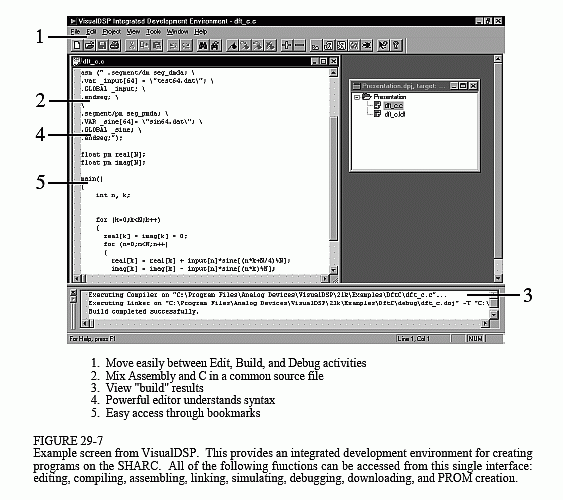 VisualDSP Integrated Development Environment - dft_c.c
File Edit Project View Tools Window Help
1
dft_c.c
asm (" .segment/dm seg_dmda; \
.var _input[64] = \"test64.dat\"; \
.GLOBAL _input; \
.endseg; \
\
.segment/pm seg_pmda; \
.VAR _sine[64]= \"sin64.dat\"; \
.GLOBAL _sine; \
.endseg;");
float pm real[N];
float pm imag[N];
main()
{
int n, k;
for (k=0;k<N;k++)
{
real[k] = imag[k] = 0;
for (n=0;n<N;n++)
{
real[k] = real[k] + input[n]*sine[(n*k+N/4)%N];
imag[k] = imag[k] - input[n]*sine[(n*k)%N];
2
4
5
Presentation.dpj, target: ...
Presentation
dft_c.c
dft_c.ldf
Executing Compiler on "C:\Program Files\Analog Devices\VisualDSP\21k\Examples\DftC\dft_c.c"...
Executing Linker on "C:\Program Files\Analog Devices\VisualDSP\21k\Examples\DftC\debug\dft_c.doj" -T "C:\
Build completed successfully.
3
For Help, press F1
Line 1, Col 1
NUM
1. Move easily between Edit, Build, and Debug activities
2. Mix Assembly and C in a common source file
3. View "build" results
4. Powerful editor understands syntax
5. Easy access through bookmarks
FIGURE 29-7
Example screen from VisualDSP. This provides an integrated development environment for creating
programs on the SHARC. All of the following functions can be accessed from this single interface:
editing, compiling, assembling, linking, simulating, debugging, downloading, and PROM creation.